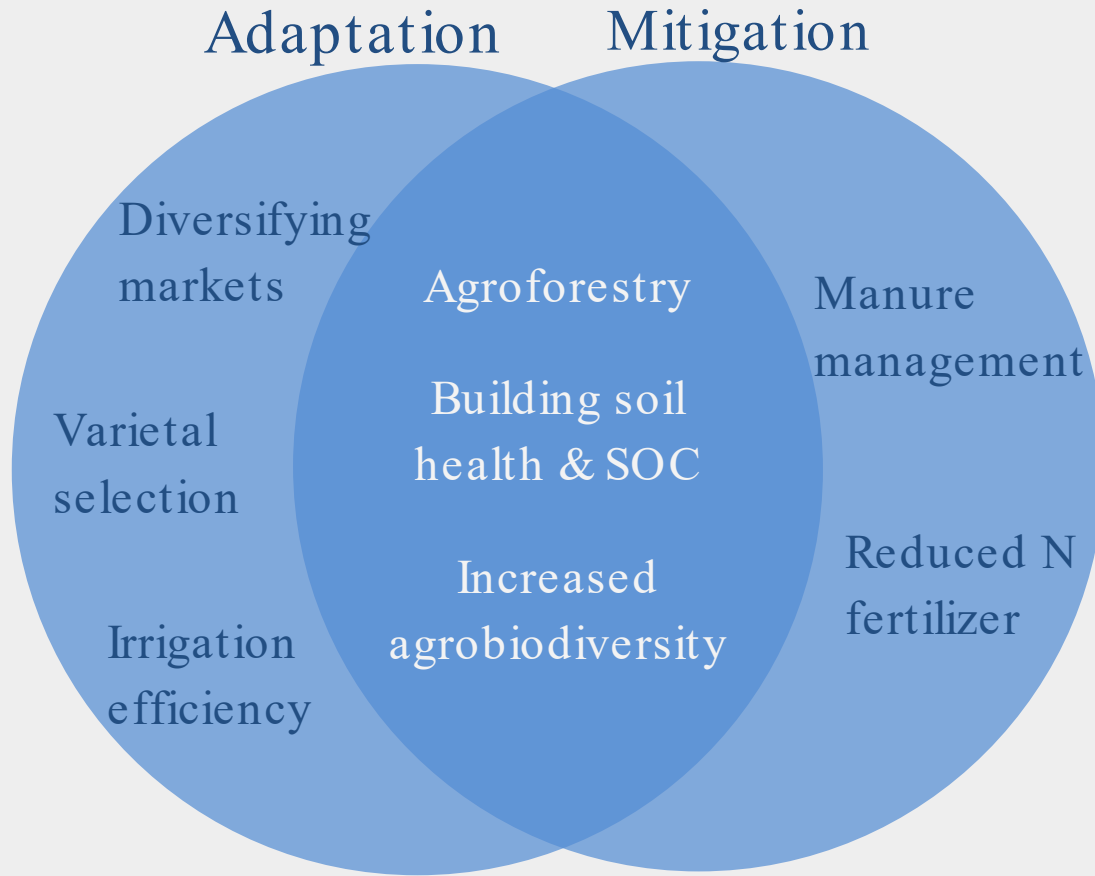 Adaptation
Mitigation
Diversifying
markets
Varietal
selection
Irrigation
efficiency
Agroforestry
Building soil
health & SOC
Increased
agrobiodiversity
Manure
management
Reduced N
fertilizer